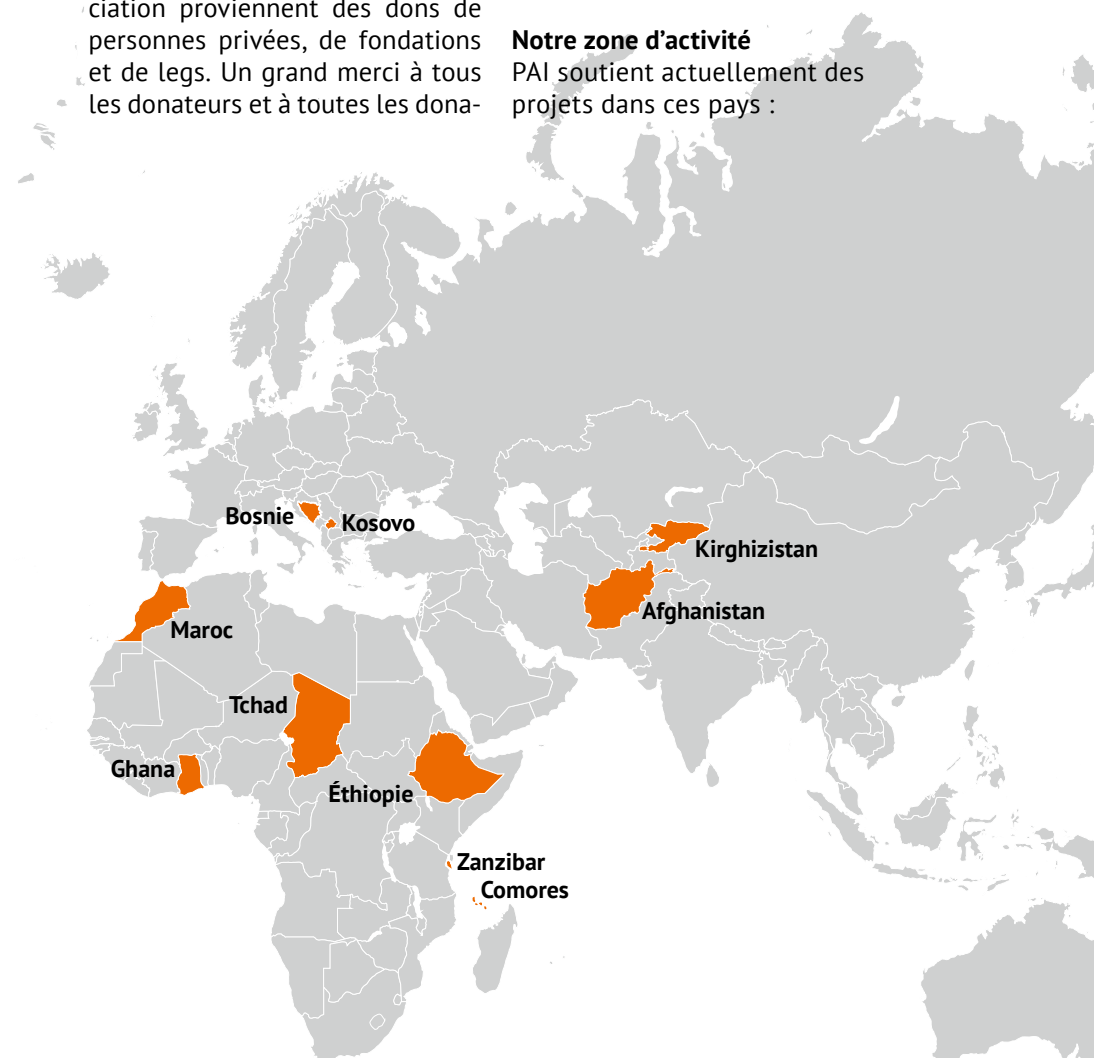 ciation proviennent des dons de
personnes privées, de fondations
et de legs. Un grand merci à tous
les donateurs et à toutes les dona-
Notre zone d’activité
PAI soutient actuellement des
projets dans ces pays :
Bosnie
Kosovo
Kirghizistan
Afghanistan
Maroc
Tchad
Ghana
Éthiopie
Zanzibar
Comores